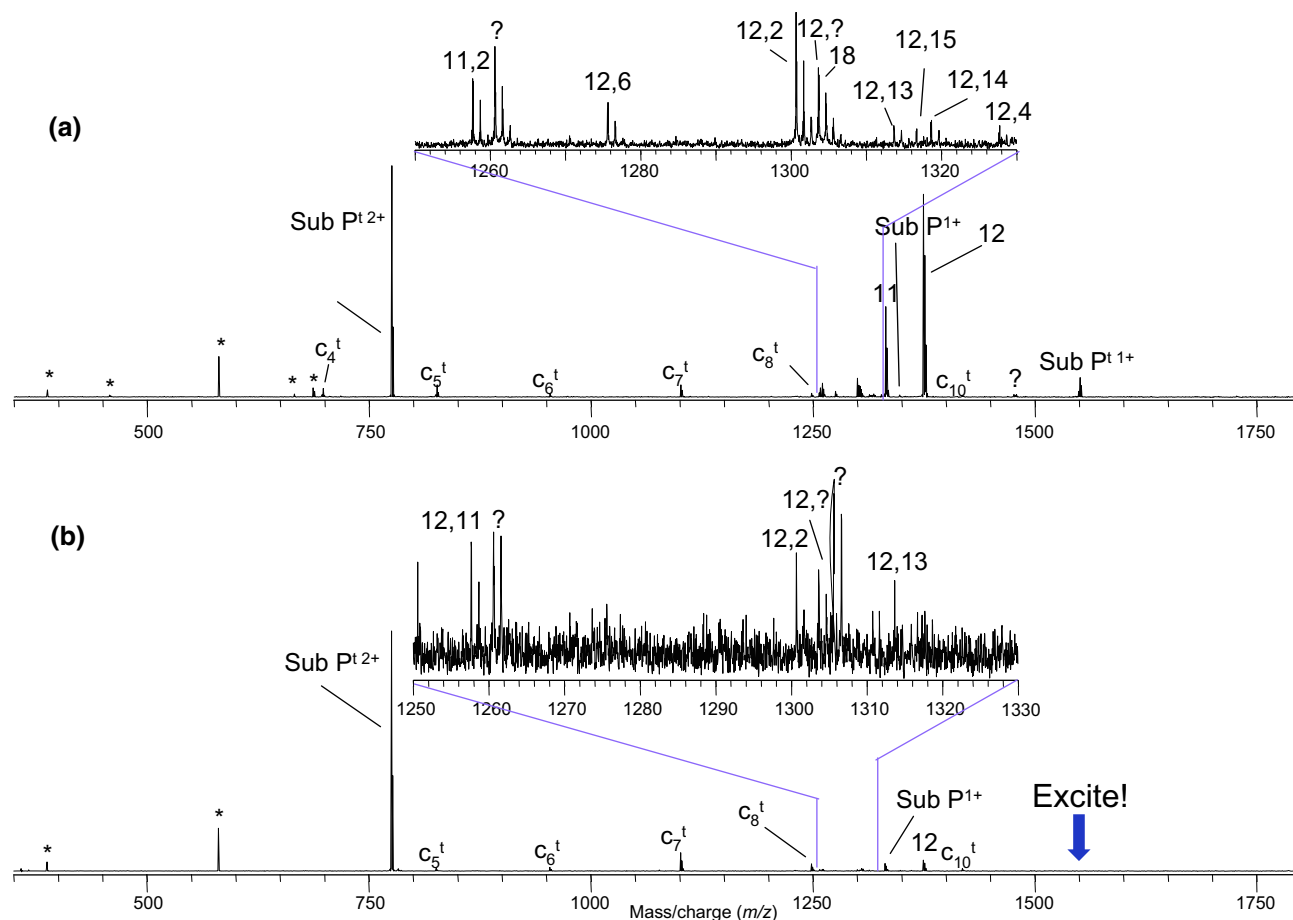 12,2 12,? 12,15
?
11,2 18
12,6 12,13 12,14
12,4
(a)
1260 1280 1300 1320
Sub Pt 2+ Sub P1+ 12
11
* * * * * c4t c5t c6t c7t c8t c10t ? Sub Pt 1+
500 750 1000 1250 1500 1750
?
12,?
12,11 ? 12,2 12,13
(b)
Sub Pt 2+
1250 1260 1270 1280 1290 1300 1310 1320 1330
Sub P1+ Excite!
* * c5t c6t c7t c8t 12 c10t
500 750 1000 1250 1500 1750
Mass/charge (m/z)